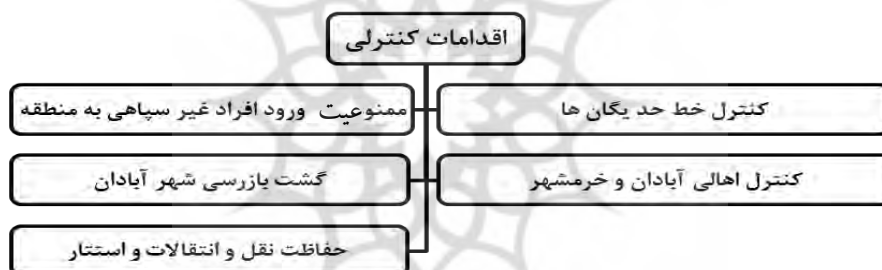 اقدامات کنترلی
کنترل خط حد یگان ها
ممنوعیت ورود افراد غیر سپاهی به منطقه
کنترل اهالی آبادان و خرمشهر
گشت بازرسی شهر آبادان
حفاظت نقل و انتقالات و استتار